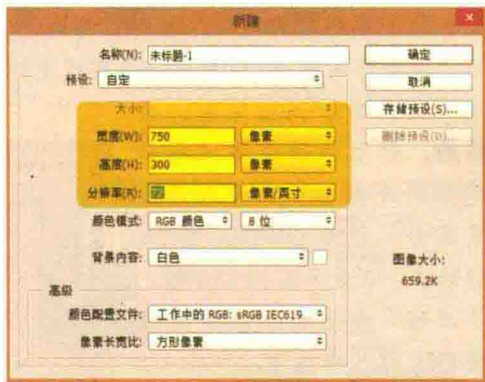 新建
名称(N): 未标题-1 确定
预设: 自定 取消
大小: 存储预设(S)...
宽度(W): 750 像素 删除预设(D)...
高度(H): 300 像素
分辨率(R): 72 像素/英寸
颜色模式: RGB 颜色 8 位
背景内容: 白色 图像大小:
659.2K
高级
颜色配置文件: 工作中的 RGB: sRGB IEC619...
像素长宽比: 方形像素